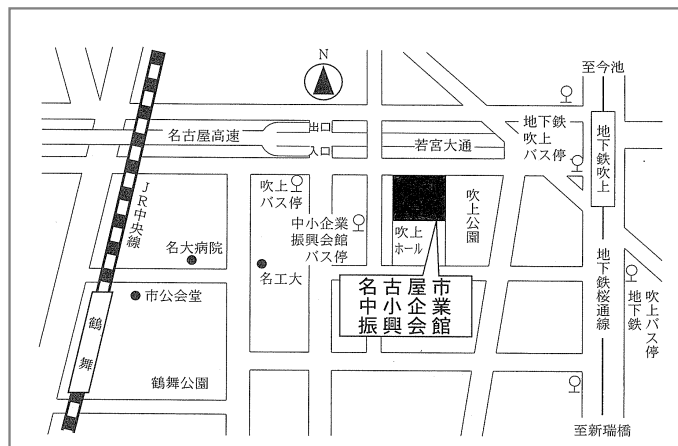 N
至今池
出口
名古屋高速
入口
若宮大通
地下鉄
吹上
バス停
地下鉄吹上
JR中央線
吹上
バス停
中小企業
振興会館
バス停
吹上
ホール
吹上公園
名大病院
名工大
市公会堂
名古屋市
中小企業
振興会館
地下鉄桜通線
地下鉄
吹上バス停
鶴舞
鶴舞公園
至新瑞橋